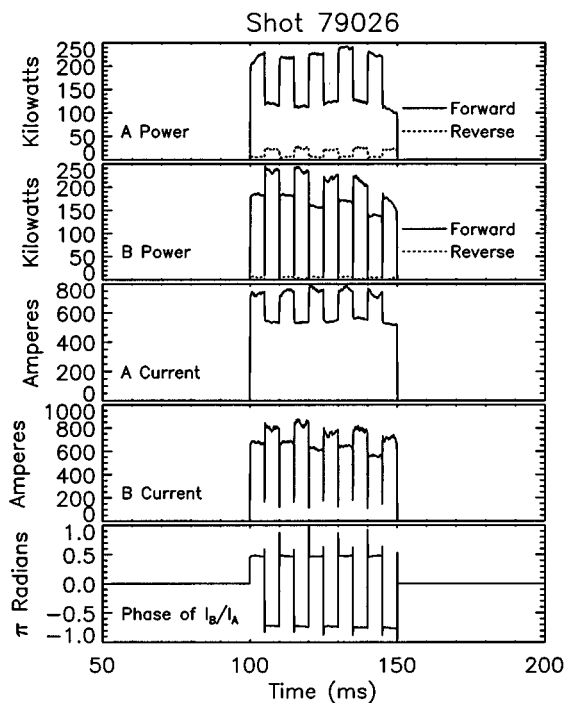 Shot 79026
Kilowatts
250
200
150
100
50
0
A Power
Forward
Reverse
Kilowatts
250
200
150
100
50
0
B Power
Forward
Reverse
Amperes
800
600
400
200
0
A Current
Amperes
1000
800
600
400
200
0
B Current
π Radians
1.0
0.5
0.0
−0.5
−1.0
Phase of I_B/I_A
50
100
150
200
Time (ms)